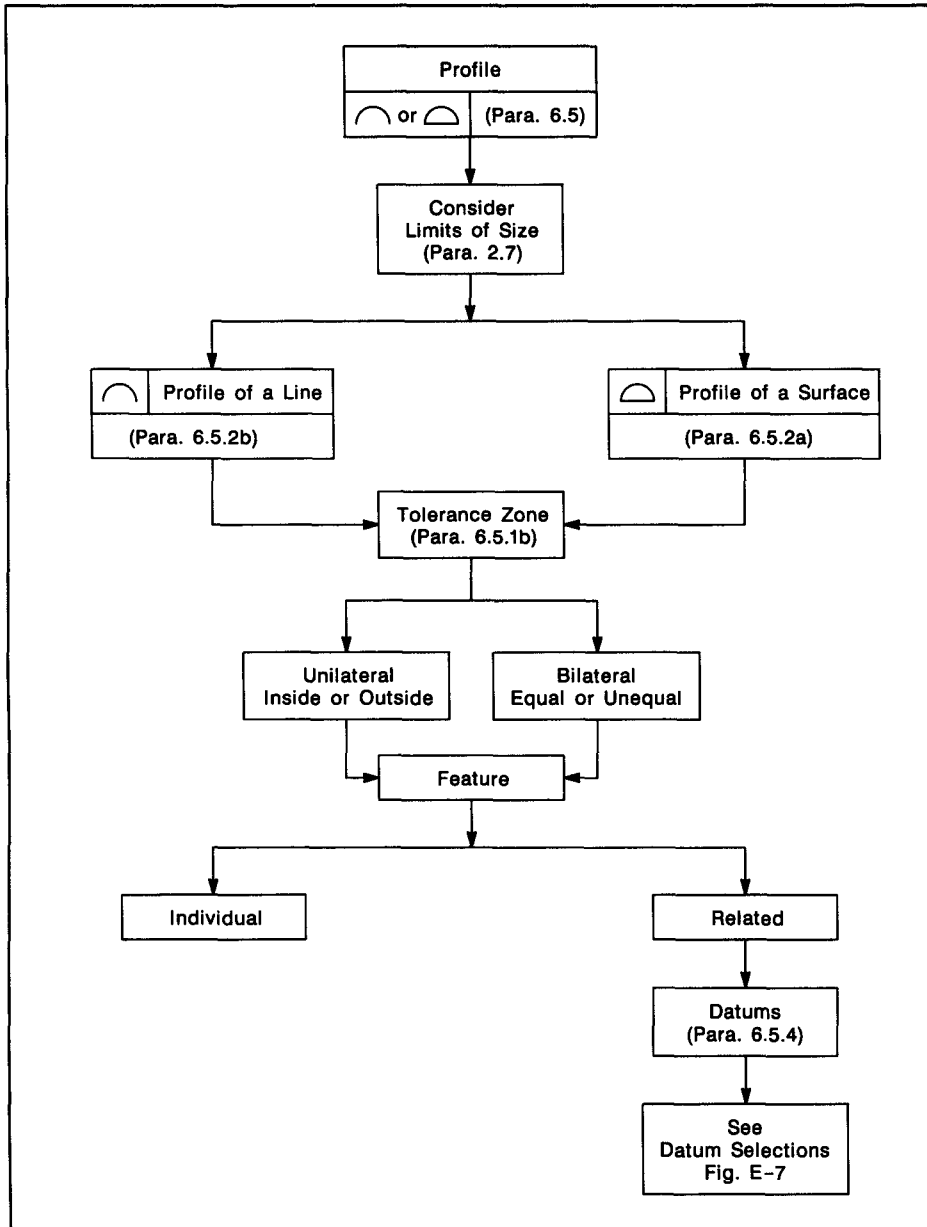 Profile
⌒ or ⌓ (Para. 6.5)
Consider
Limits of Size
(Para. 2.7)
⌒ Profile of a Line
(Para. 6.5.2b)
⌓ Profile of a Surface
(Para. 6.5.2a)
Tolerance Zone
(Para. 6.5.1b)
Unilateral
Inside or Outside
Bilateral
Equal or Unequal
Feature
Individual
Related
Datums
(Para. 6.5.4)
See
Datum Selections
Fig. E-7